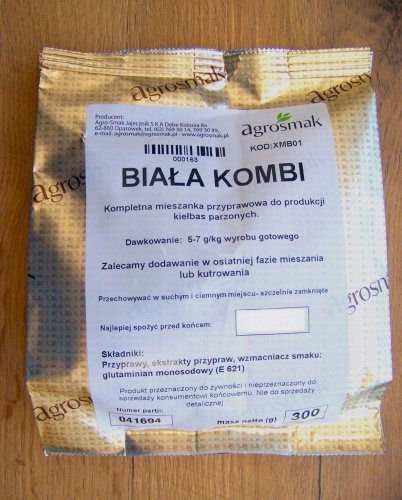 agrosmak
agrosmak
Producent:
Agro-Smak Jajecznik S K A Dębe Kolonia 6a
62-860 Opatówek, tel. (62) 769 30 14, 769 30 89,
e-mail: agrosmak@agrosmak.pl - www.agrosmak.pl
agrosmak
KOD:XMB01
000163
BIAŁA KOMBI
agrosmak
Kompletna mieszanka przyprawowa do produkcji
kiełbas parzonych.
Dawkowanie: 5-7 g/kg wyrobu gotowego
Zalecamy dodawanie w ostatniej fazie mieszania
lub kutrowania
Przechowywać w suchym i ciemnym miejscu- szczelnie zamknięte
agrosm
Najlepiej spożyć przed końcem:
Składniki:
Przyprawy, ekstrakty przypraw, wzmacniacz smaku:
glutaminian monosodowy (E 621)
Produkt przeznaczony do żywności i nieprzeznaczony do
sprzedaży konsumentowi końcowemu. Nie do sprzedaży
detalicznej
agrosmak
Numer partii:
041694
masa netto (g)
300